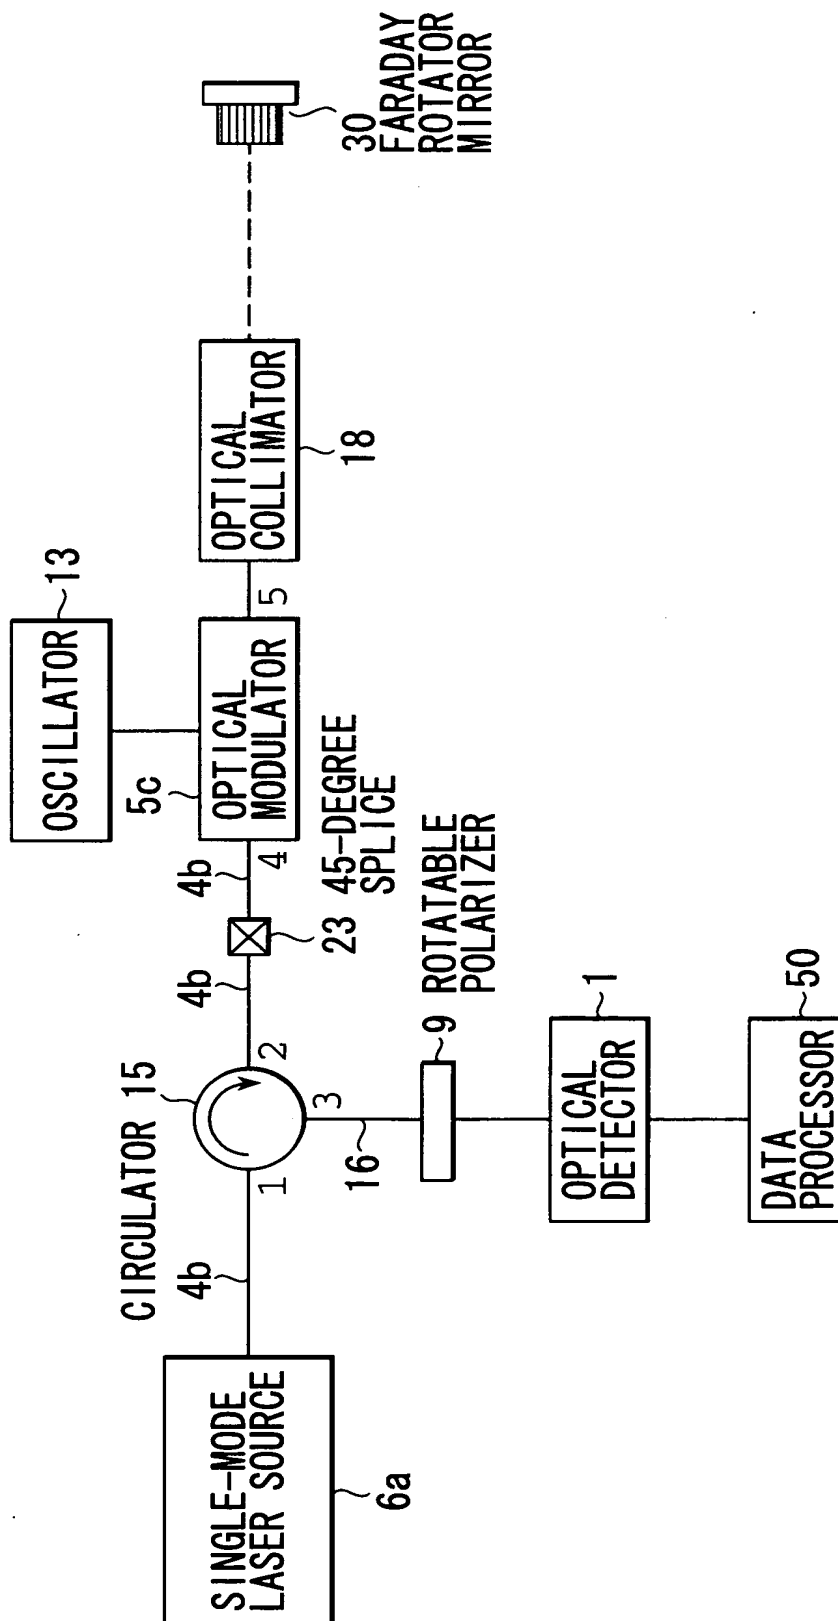 OSCILLATOR
13
30
FARADAY
ROTATOR
MIRROR
CIRCULATOR 15
4b
1
2
3
4b
4b
23
45-DEGREE
SPLICE
4
5c
OPTICAL
MODULATOR
5
OPTICAL
COLLIMATOR
18
SINGLE-MODE
LASER SOURCE
6a
16
9
ROTATABLE
POLARIZER
OPTICAL
DETECTOR
1
DATA
PROCESSOR
50